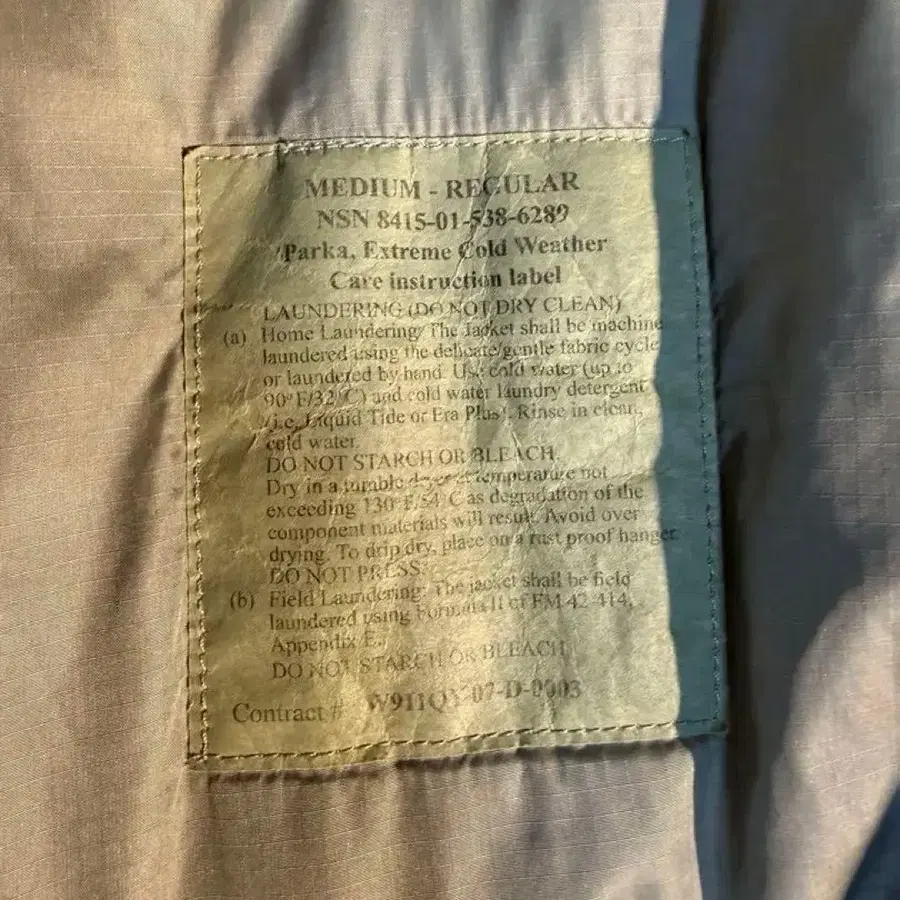 MEDIUM - REGULAR
NSN 8415-01-538-6289
Parka, Extreme Cold Weather
Care instruction label
LAUNDERING (DO NOT DRY CLEAN)
(a) Home Laundering: The Jacket shall be machine
laundered using the delicate/gentle fabric cycle
or laundered by hand. Use cold water (up to
90°F/32°C) and cold water laundry detergent
(i.e. Liquid Tide or Era Plus). Rinse in clean,
cold water.
DO NOT STARCH OR BLEACH.
Dry in a tumble dryer at temperature not
exceeding 130°F/54°C as degradation of the
component materials will result. Avoid over
drying. To drip dry, place on a rust proof hanger.
DO NOT PRESS.
(b) Field Laundering: The jacket shall be field
laundered using Formula II of FM 42-414,
Appendix E.
DO NOT STARCH OR BLEACH.
Contract # W911QY-07-D-0003